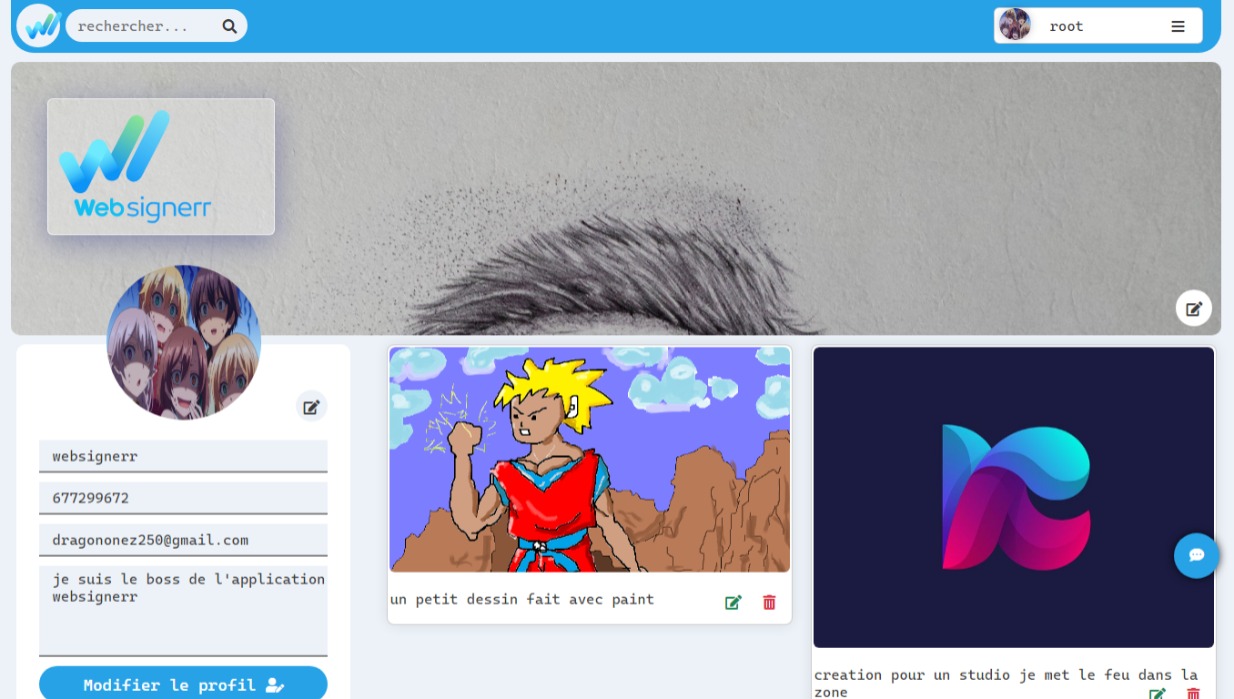 rechercher...
root
Websignerr
websignerr
677299672
dragononez250@gmail.com
je suis le boss de l'application
websignerr
Modifier le profil
un petit dessin fait avec paint
creation pour un studio je met le feu dans la
zone